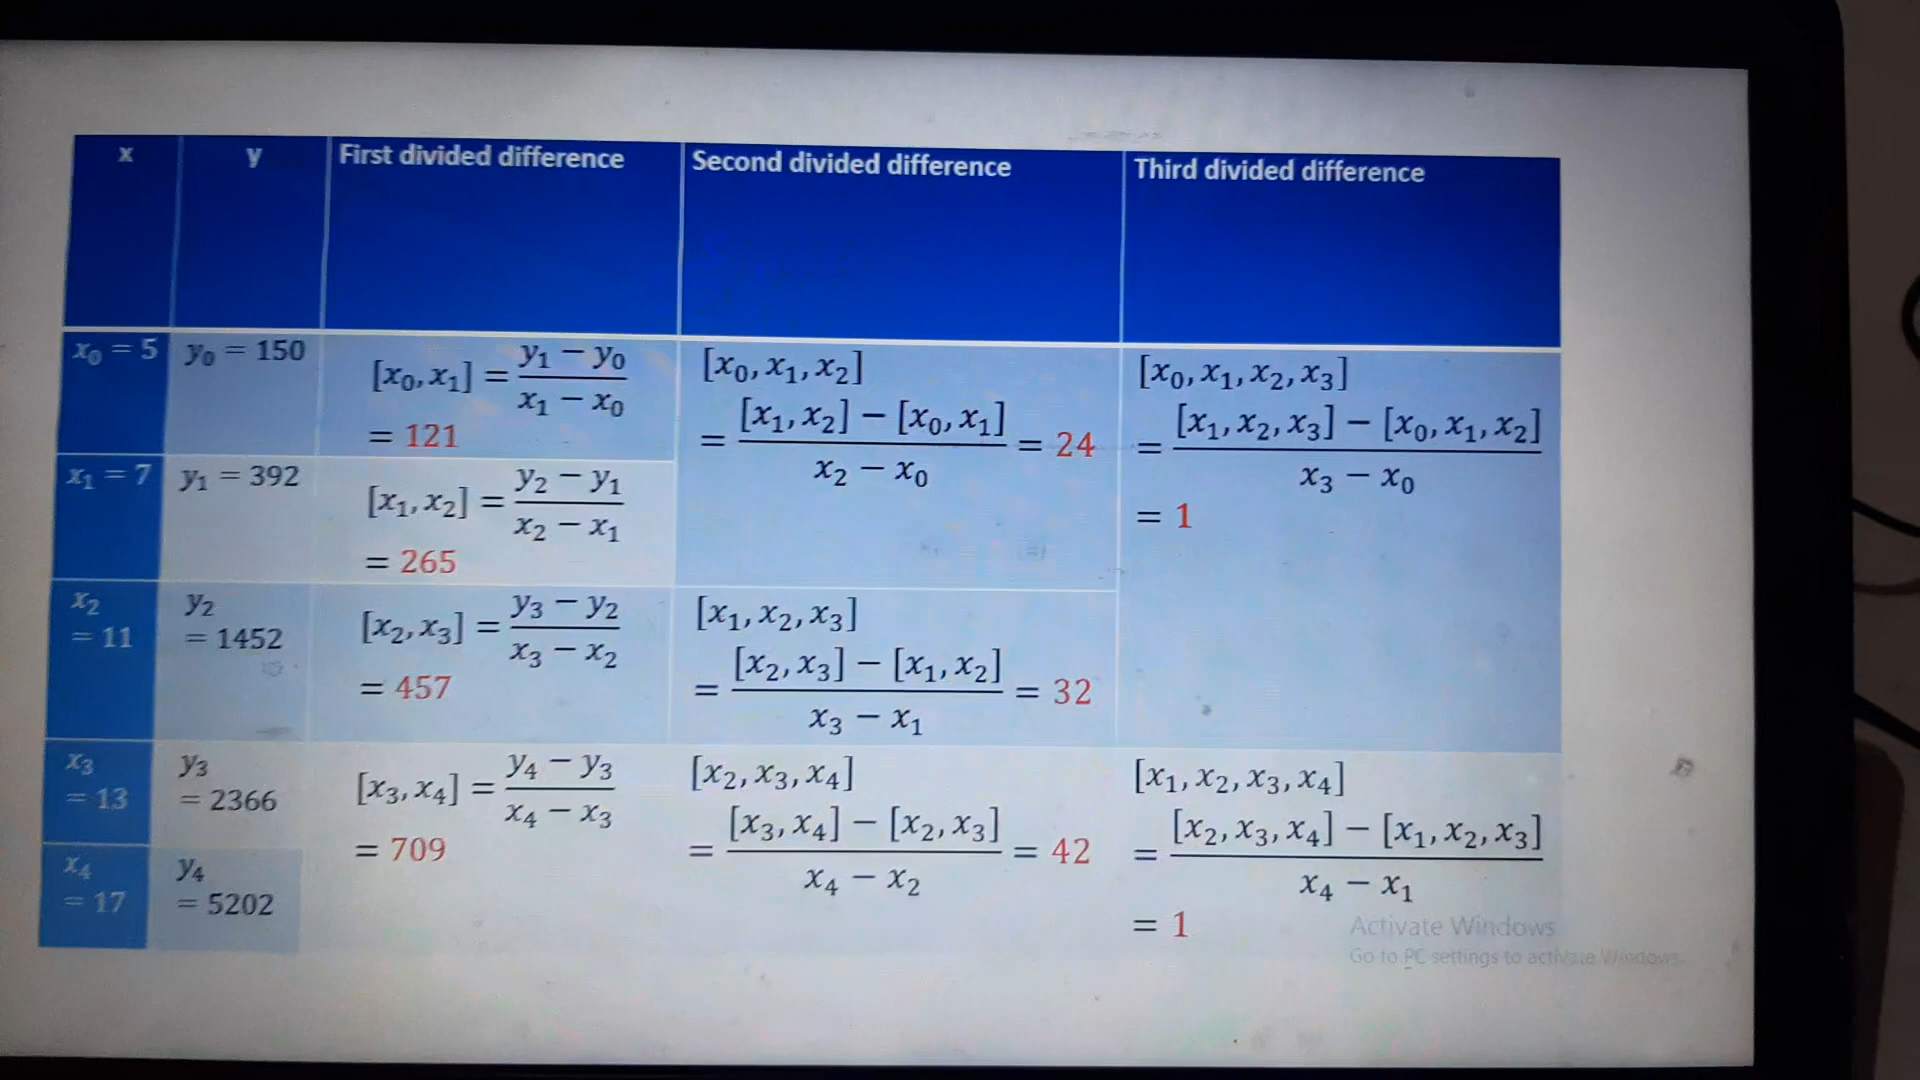 x y First divided difference Second divided difference Third divided difference
x₀ = 5 y₀ = 150
[x₀, x₁] = (y₁ − y₀)/(x₁ − x₀)
= 121
[x₀, x₁, x₂]
= ([x₁, x₂] − [x₀, x₁])/(x₂ − x₀) = 24
[x₀, x₁, x₂, x₃]
= ([x₁, x₂, x₃] − [x₀, x₁, x₂])/(x₃ − x₀)
= 1
x₁ = 7 y₁ = 392
[x₁, x₂] = (y₂ − y₁)/(x₂ − x₁)
= 265
x₂
= 11
y₂
= 1452
[x₂, x₃] = (y₃ − y₂)/(x₃ − x₂)
= 457
[x₁, x₂, x₃]
= ([x₂, x₃] − [x₁, x₂])/(x₃ − x₁) = 32
x₃
= 13
y₃
= 2366
[x₃, x₄] = (y₄ − y₃)/(x₄ − x₃)
= 709
[x₂, x₃, x₄]
= ([x₃, x₄] − [x₂, x₃])/(x₄ − x₂) = 42
[x₁, x₂, x₃, x₄]
= ([x₂, x₃, x₄] − [x₁, x₂, x₃])/(x₄ − x₁)
= 1
x₄
= 17
y₄
= 5202
Activate Windows
Go to PC settings to activate Windows.